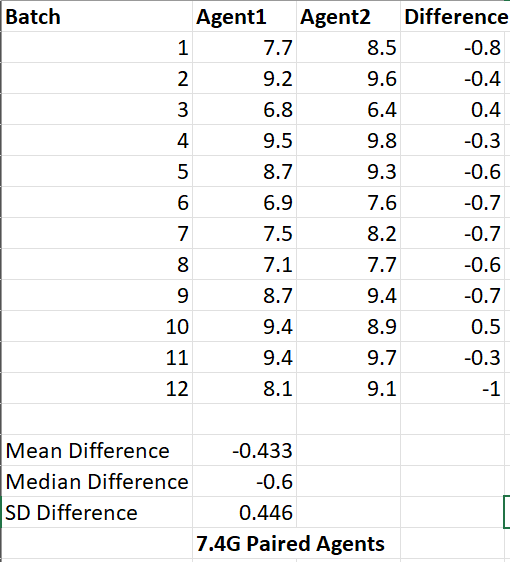 Batch Agent1 Agent2 Difference
1 7.7 8.5 -0.8
2 9.2 9.6 -0.4
3 6.8 6.4 0.4
4 9.5 9.8 -0.3
5 8.7 9.3 -0.6
6 6.9 7.6 -0.7
7 7.5 8.2 -0.7
8 7.1 7.7 -0.6
9 8.7 9.4 -0.7
10 9.4 8.9 0.5
11 9.4 9.7 -0.3
12 8.1 9.1 -1
Mean Difference -0.433
Median Difference -0.6
SD Difference 0.446
7.4G Paired Agents